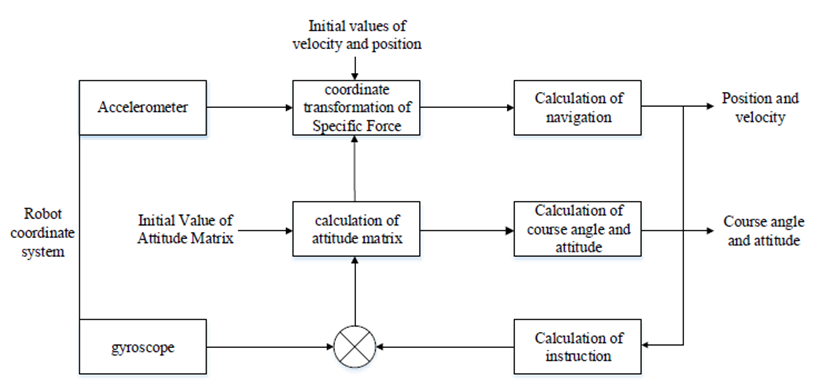 Initial values of
velocity and position
Accelerometer
coordinate
transformation of
Specific Force
Calculation of
navigation
Position and
velocity
Robot
coordinate
system
Initial Value of
Attitude Matrix
calculation of
attitude matrix
Calculation of
course angle and
attitude
Course angle
and attitude
gyroscope
Calculation of
instruction